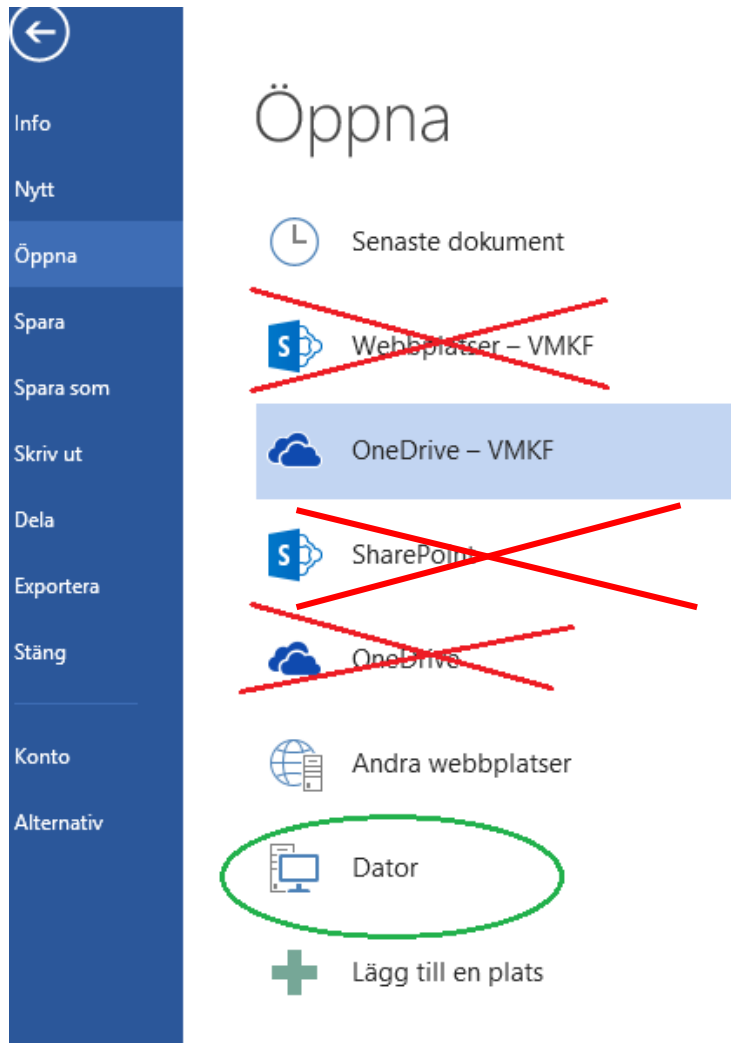 Info
Nytt
Öppna
Spara
Spara som
Skriv ut
Dela
Exportera
Stäng
Konto
Alternativ
Öppna
Senaste dokument
Webbplatser – VMKF
OneDrive – VMKF
SharePoint
OneDrive
Andra webbplatser
Dator
Lägg till en plats